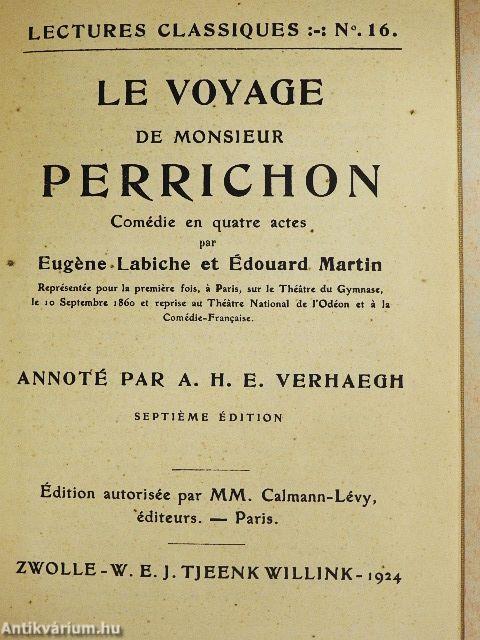 LECTURES CLASSIQUES :-: No. 16.
LE VOYAGE
DE MONSIEUR
PERRICHON
Comédie en quatre actes
par
Eugène Labiche et Édouard Martin
Représentée pour la première fois, à Paris, sur le Théâtre du Gymnase,
le 10 Septembre 1860 et reprise au Théâtre National de l'Odéon et à la
Comédie-Française.
ANNOTÉ PAR A. H. E. VERHAEGH
SEPTIÈME ÉDITION
Édition autorisée par MM. Calmann-Lévy,
éditeurs. — Paris.
ZWOLLE - W. E. J. TJEENK WILLINK - 1924
Antikvárium.hu